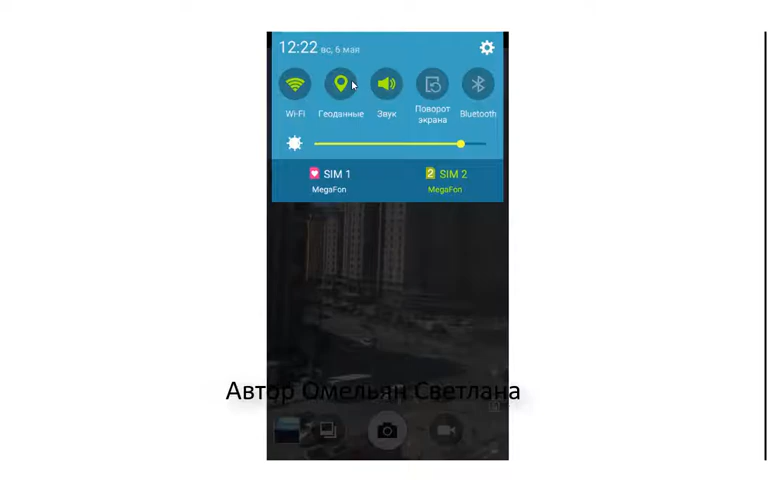 12:22 вс, 6 мая
Wi-Fi
Геоданные
Звук
Поворот
экрана
Bluetooth
SIM 1
MegaFon
2 SIM 2
MegaFon
Автор Омельян Светлана